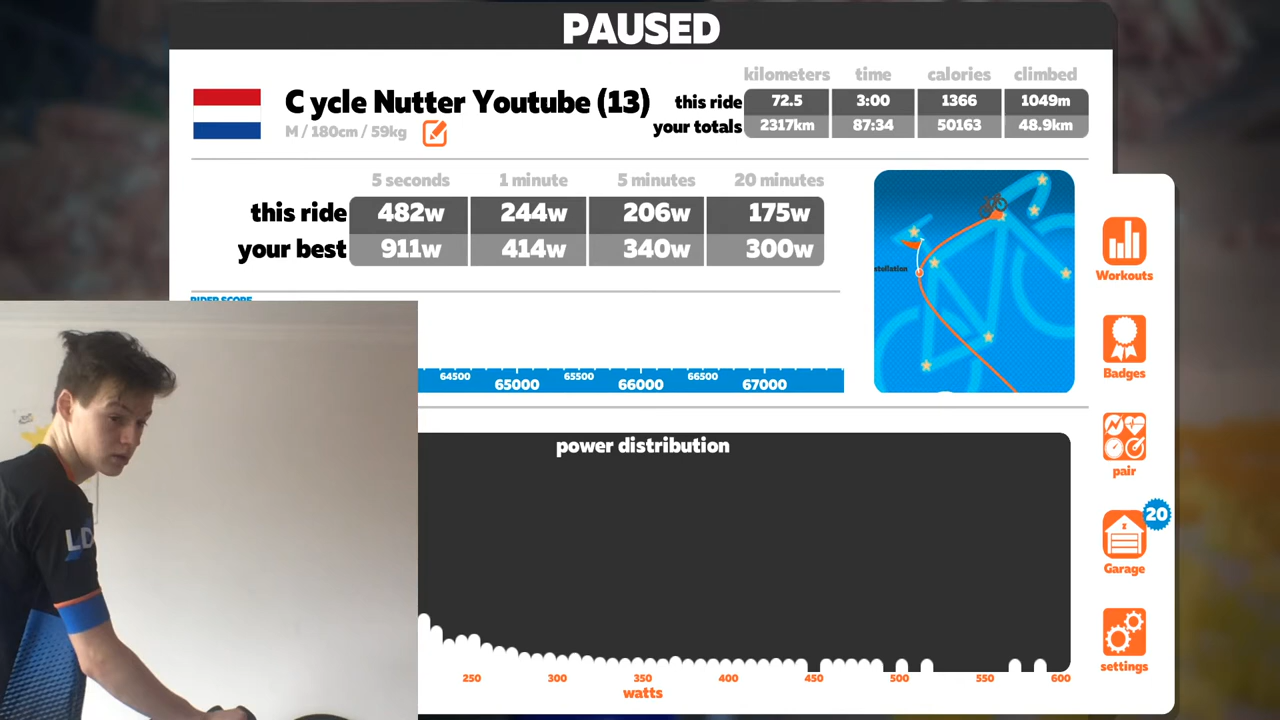 PAUSED
kilometers time calories climbed
C ycle Nutter Youtube (13)
this ride 72.5 3:00 1366 1049m
M / 180cm / 59kg
your totals 2317km 87:34 50163 48.9km
5 seconds 1 minute 5 minutes 20 minutes
this ride 482w 244w 206w 175w
your best 911w 414w 340w 300w
Workouts
RIDER SCORE
64500 65000 65500 66000 66500 67000
Badges
power distribution
pair
20
LD
Garage
settings
250 300 350 400 450 500 550 600
watts